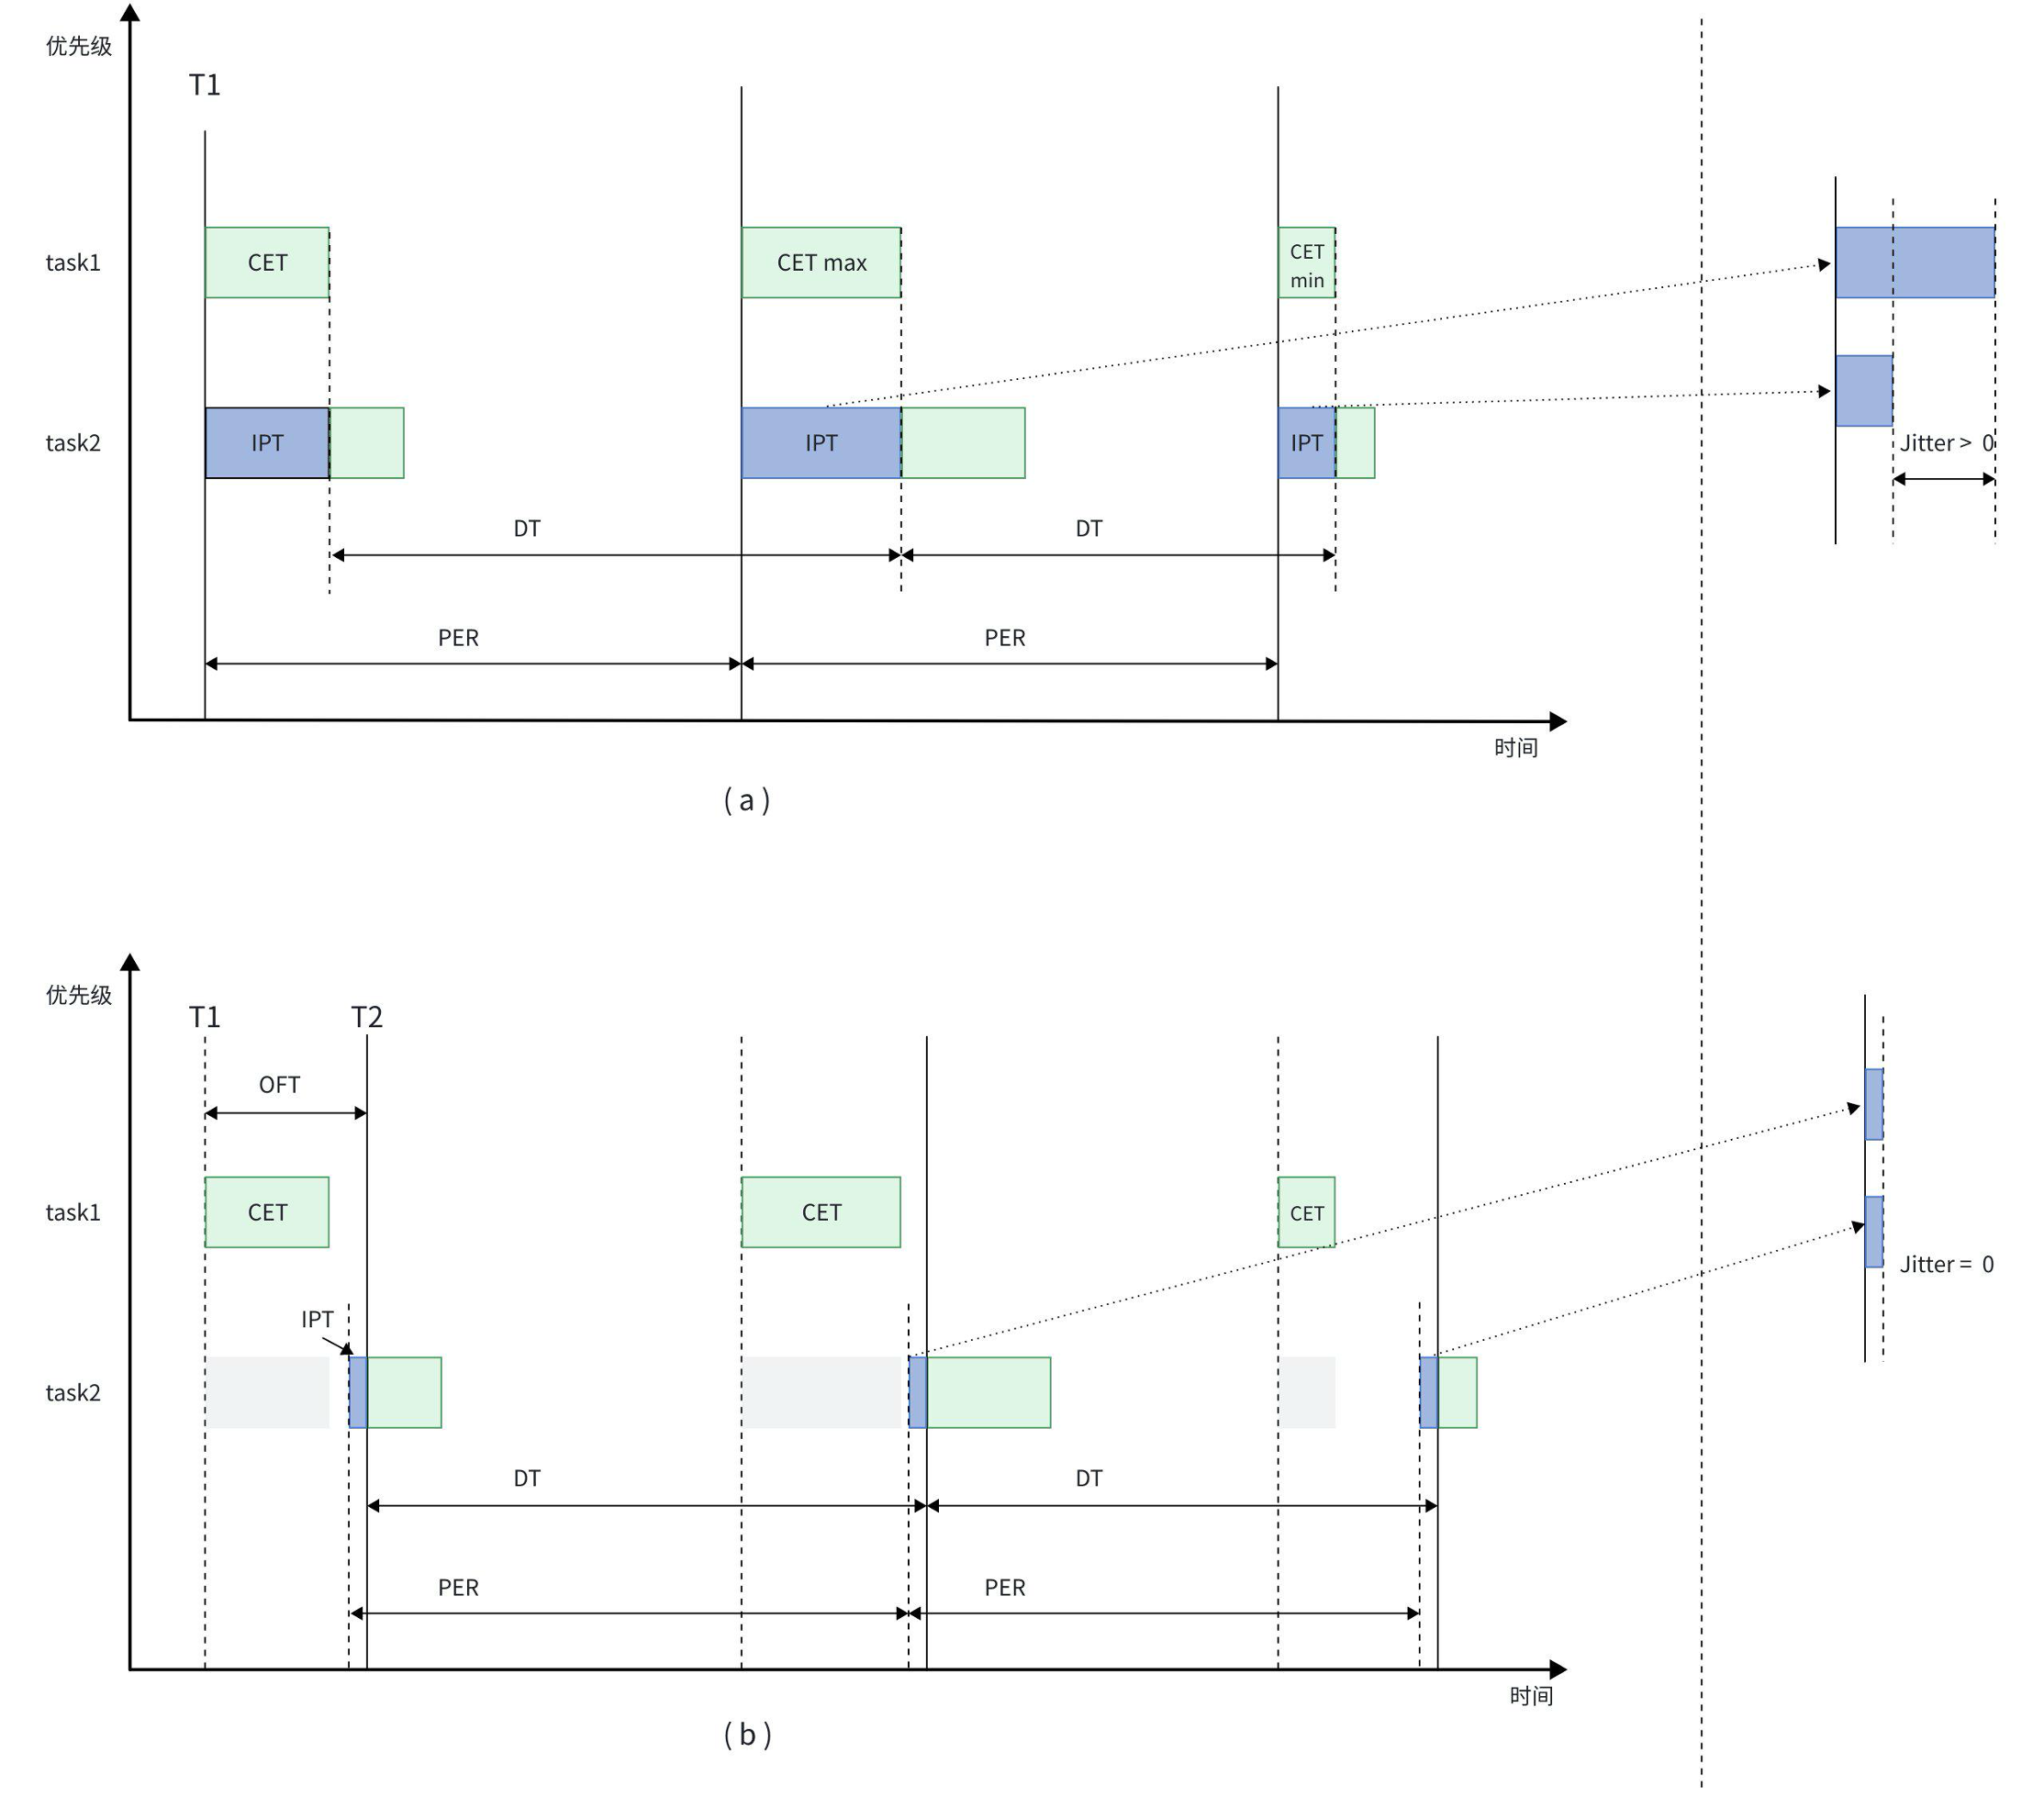 优先级
T1
task1
CET
CET max
CET
min
task2
IPT
IPT
IPT
Jitter > 0
DT
DT
PER
PER
时间
( a )
优先级
T1
T2
OFT
task1
CET
CET
CET
Jitter = 0
IPT
task2
DT
DT
PER
PER
时间
( b )